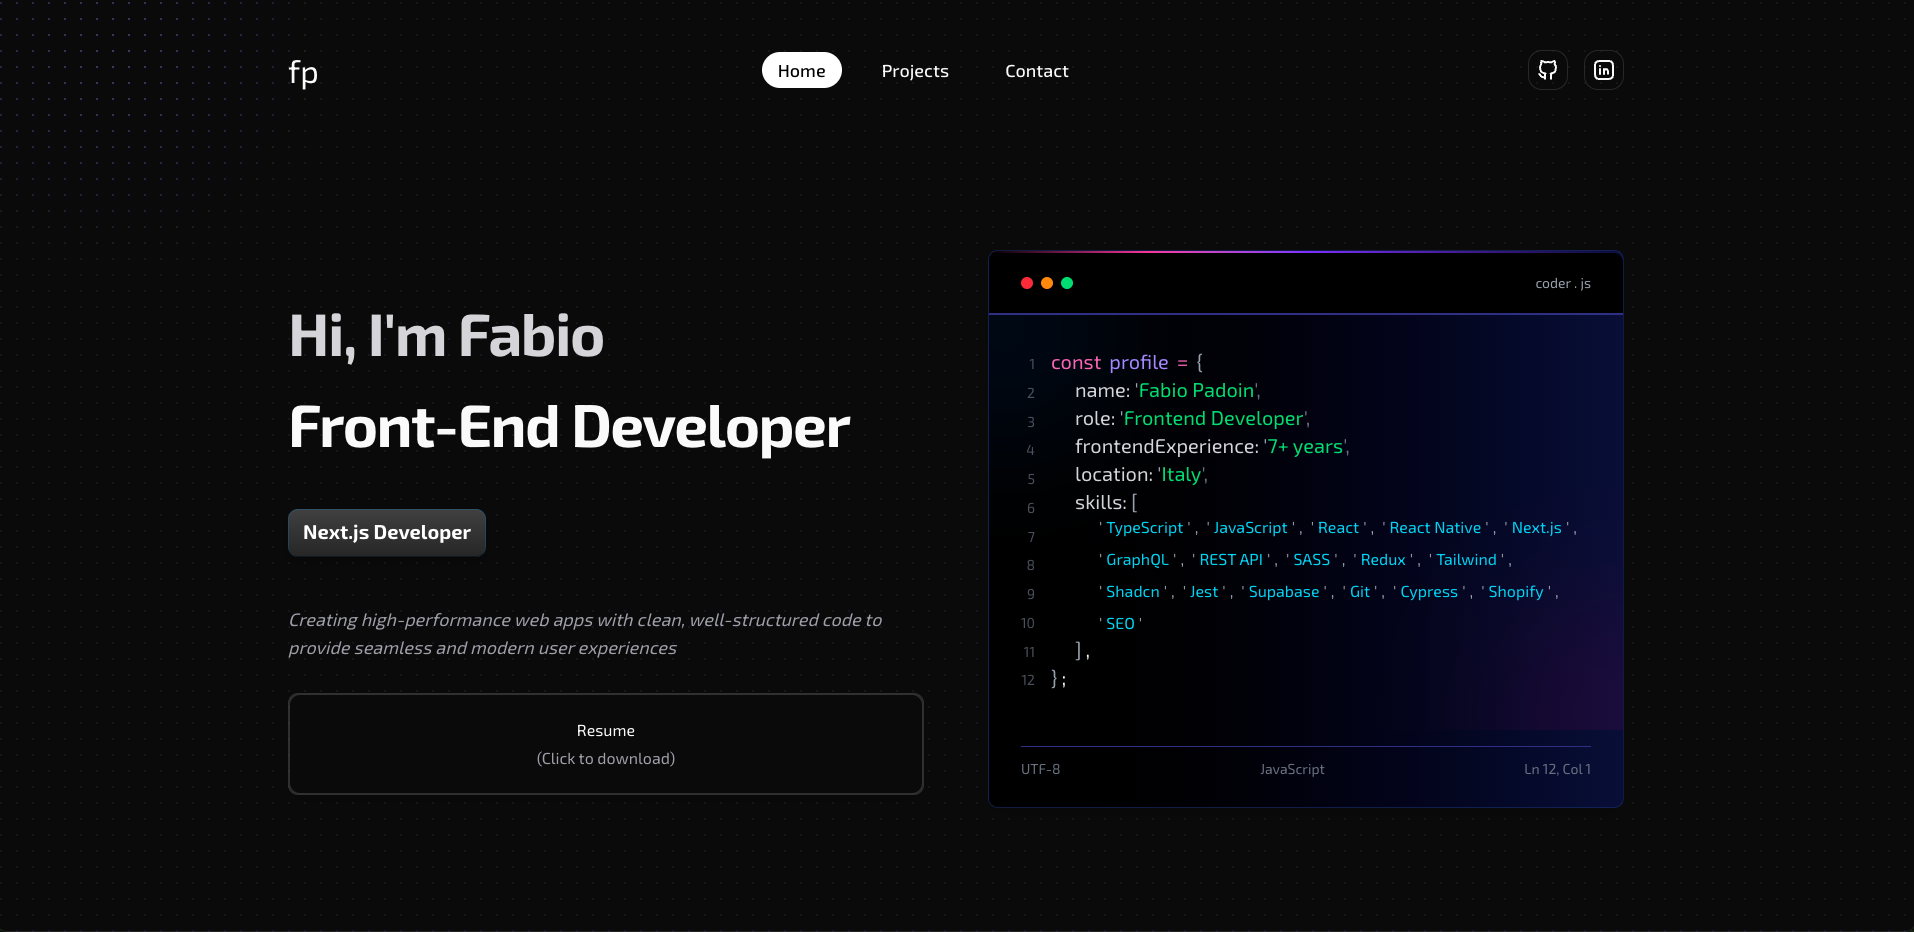 fp
Home Projects Contact
in
Hi, I'm Fabio
Front-End Developer
Next.js Developer
Creating high-performance web apps with clean, well-structured code to
provide seamless and modern user experiences
Resume
(Click to download)
coder . js
1 const profile = {
2 name: 'Fabio Padoin',
3 role: 'Frontend Developer',
4 frontendExperience: '7+ years',
5 location: 'Italy',
6 skills: [
7 ' TypeScript ' , ' JavaScript ' , ' React ' , ' React Native ' , ' Next.js ' ,
8 ' GraphQL ' , ' REST API ' , ' SASS ' , ' Redux ' , ' Tailwind ' ,
9 ' Shadcn ' , ' Jest ' , ' Supabase ' , ' Git ' , ' Cypress ' , ' Shopify ' ,
10 ' SEO '
11 ] ,
12 } ;
UTF-8 JavaScript Ln 12, Col 1